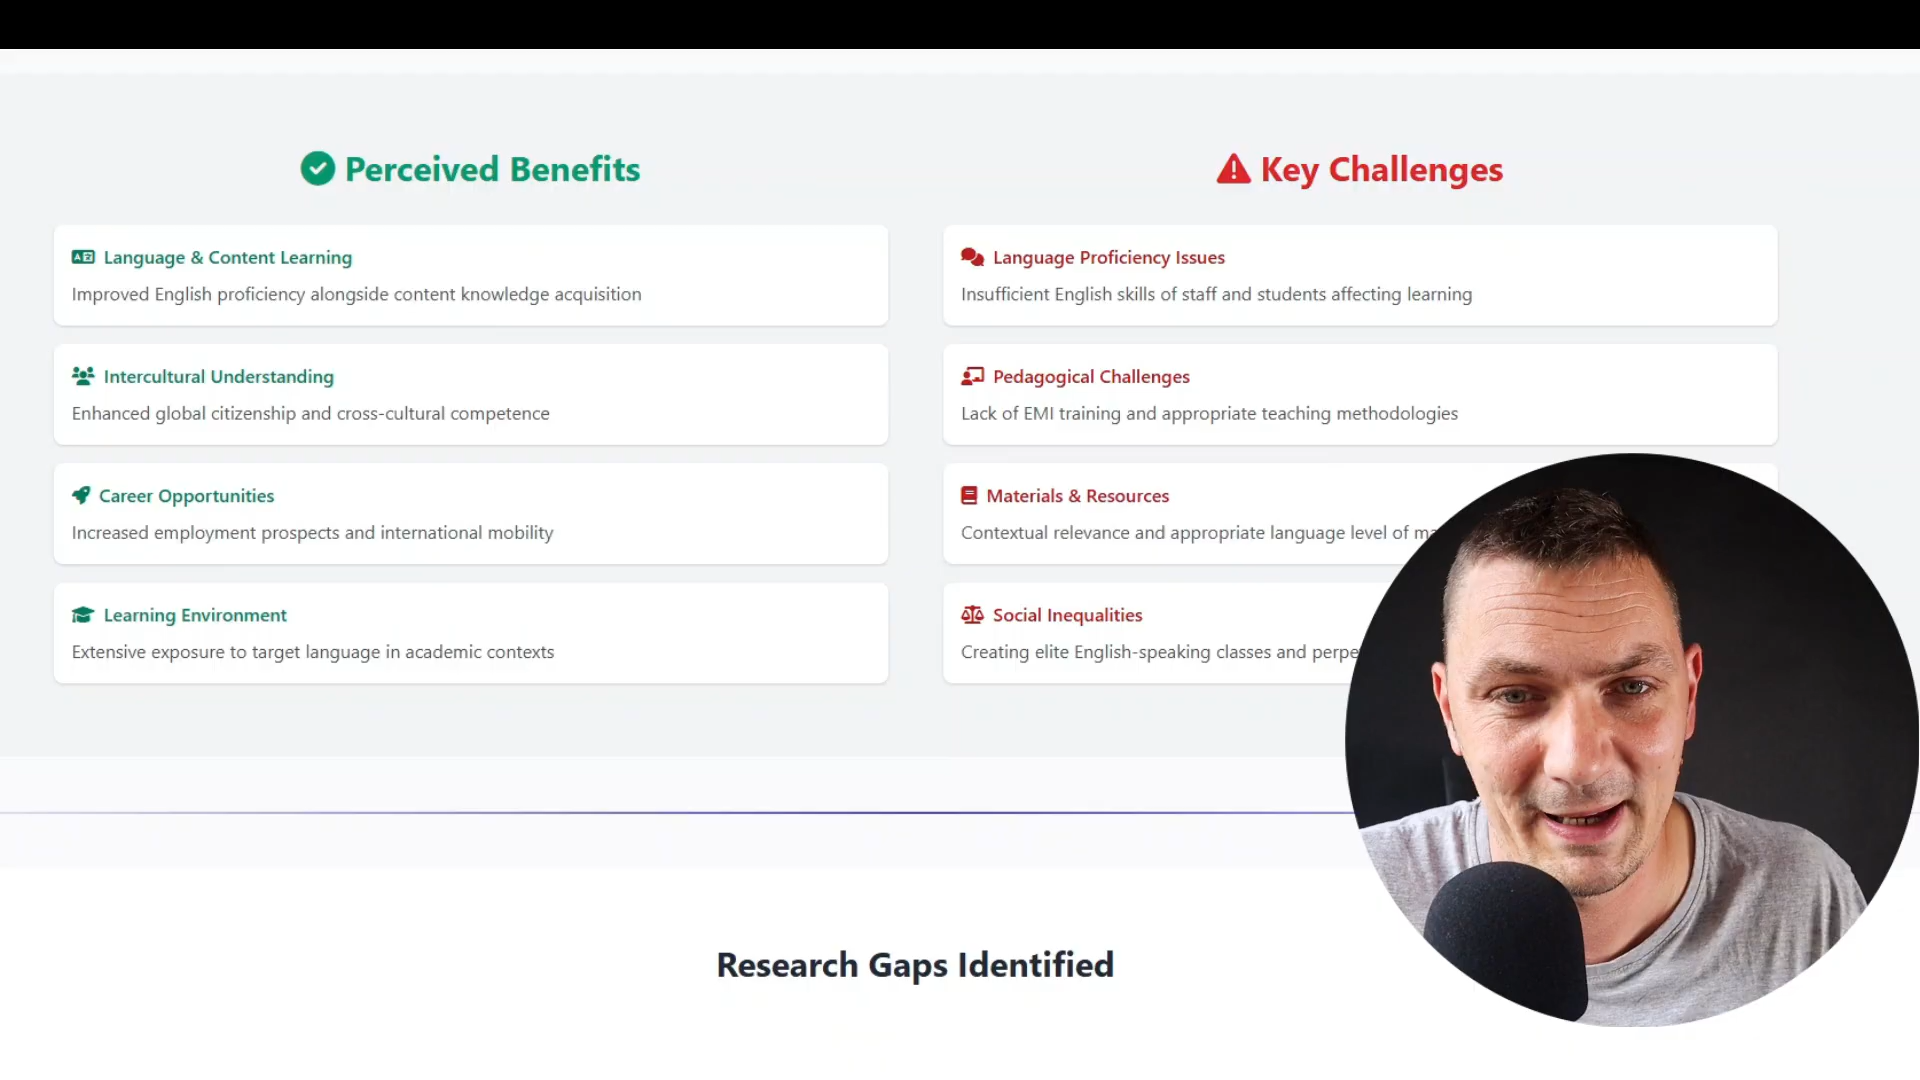 Perceived Benefits
Language & Content Learning
Improved English proficiency alongside content knowledge acquisition
Intercultural Understanding
Enhanced global citizenship and cross-cultural competence
Career Opportunities
Increased employment prospects and international mobility
Learning Environment
Extensive exposure to target language in academic contexts
Key Challenges
Language Proficiency Issues
Insufficient English skills of staff and students affecting learning
Pedagogical Challenges
Lack of EMI training and appropriate teaching methodologies
Materials & Resources
Contextual relevance and appropriate language level of
Social Inequalities
Creating elite English-speaking classes and
Research Gaps Identified